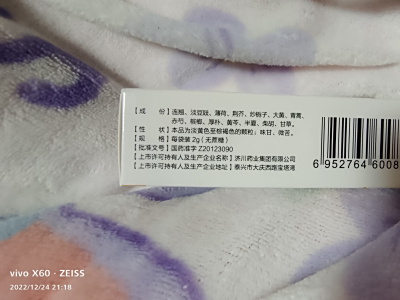 【成　份】连翘、淡豆豉、薄荷、荆芥、炒栀子、大黄、青蒿、
赤芍、槟榔、厚朴、黄芩、半夏、柴胡、甘草。
【性　状】本品为淡黄色至棕褐色的颗粒；味甘、微苦。
【规　格】每袋装2g（无蔗糖）
【批准文号】国药准字Z20123090
【上市许可持有人及生产企业名称】济川药业集团有限公司
【上市许可持有人及生产企业地址】泰兴市大庆西路宝塔湾
6 952764 6008
vivo X60 · ZEISS
2022/12/24 21:18